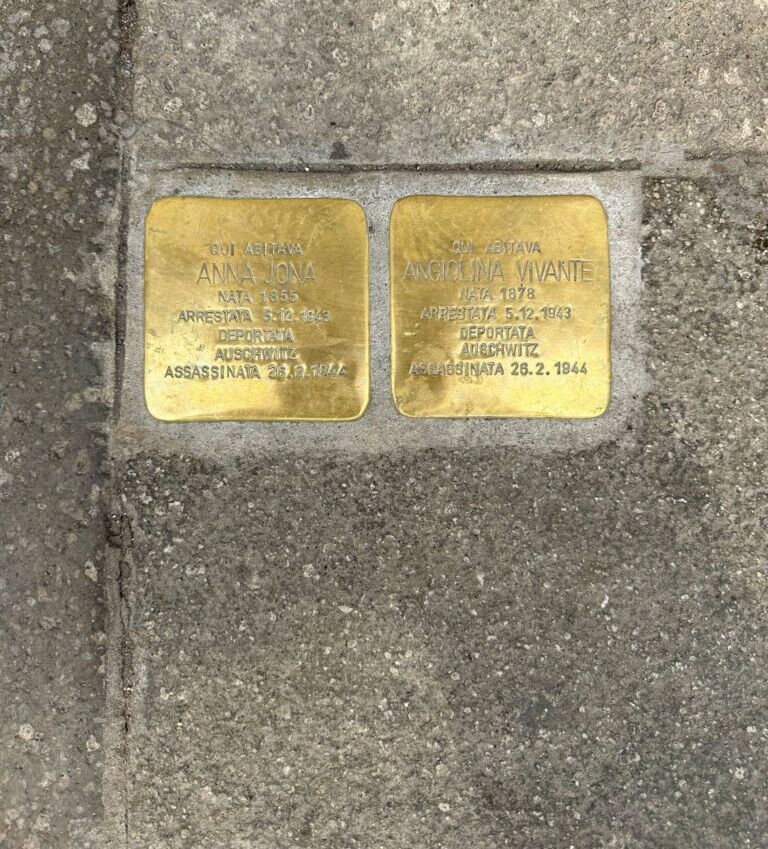 QUI ABITAVA
ANNA JONA
NATA 1855
ARRESTATA 5.12.1943
DEPORTATA
AUSCHWITZ
ASSASSINATA 26.2.1944
QUI ABITAVA
ANGIOLINA VIVANTE
NATA 1878
ARRESTATA 5.12.1943
DEPORTATA
AUSCHWITZ
ASSASSINATA 26.2.1944